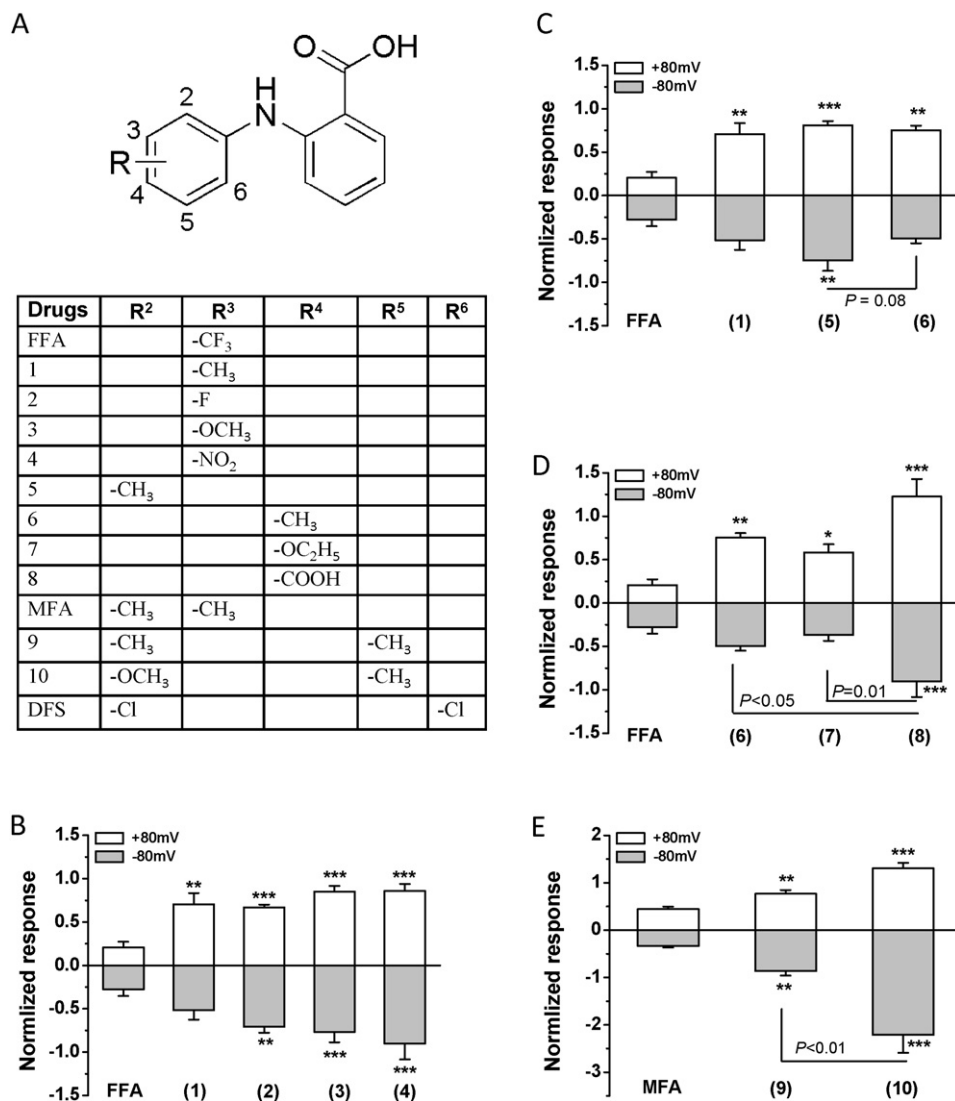 A
O
OH
H
N
2
3
R
4
5
6
Drugs R² R³ R⁴ R⁵ R⁶
FFA -CF₃
1 -CH₃
2 -F
3 -OCH₃
4 -NO₂
5 -CH₃
6 -CH₃
7 -OC₂H₅
8 -COOH
MFA -CH₃ -CH₃
9 -CH₃ -CH₃
10 -OCH₃ -CH₃
DFS -Cl -Cl
B
Normlized response
+80mV
-80mV
1.5
1.0
0.5
0.0
-0.5
-1.0
-1.5
** *** *** ***
** *** ***
FFA (1) (2) (3) (4)
C
Normlized response
+80mV
-80mV
1.5
1.0
0.5
0.0
-0.5
-1.0
-1.5
** *** **
**
P = 0.08
FFA (1) (5) (6)
D
Normlized response
+80mV
-80mV
1.5
1.0
0.5
0.0
-0.5
-1.0
-1.5
** * ***
***
P<0.05
P=0.01
FFA (6) (7) (8)
E
Normlized response
+80mV
-80mV
2
1
0
-1
-2
-3
** ***
** ***
P<0.01
MFA (9) (10)